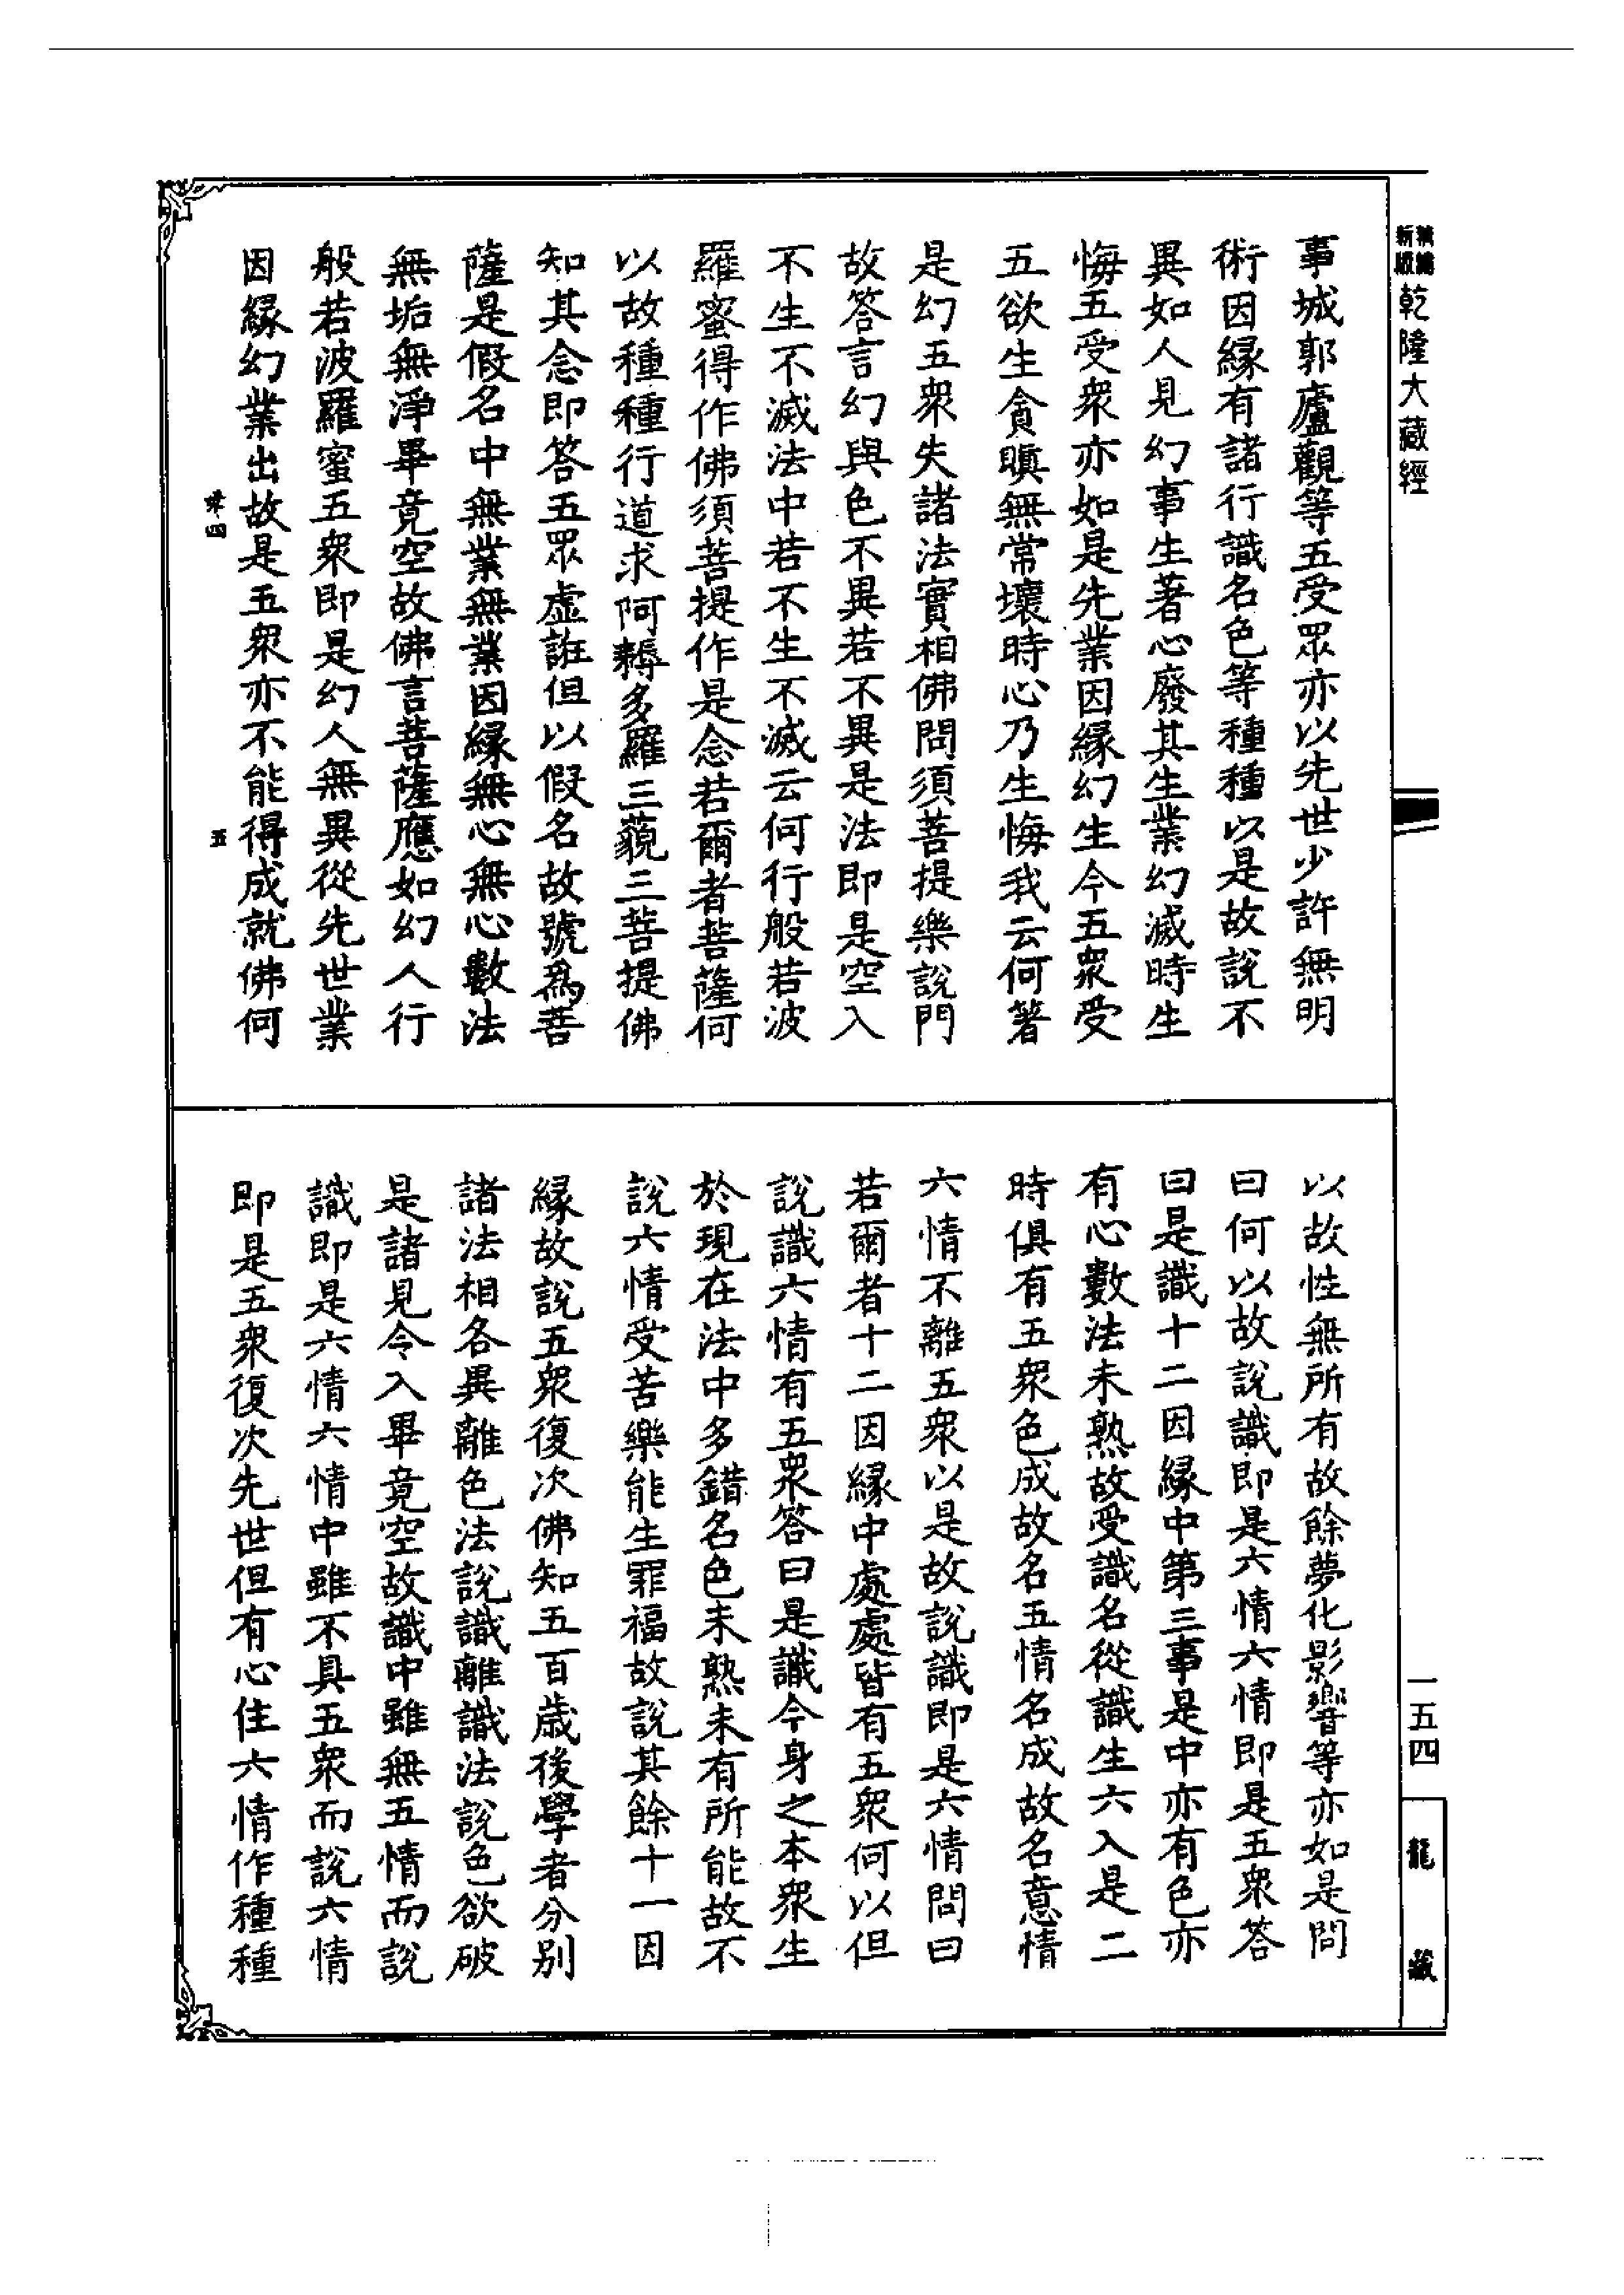 新編
縮版
乾隆大藏經
事城郭廬觀等五受眾亦以先世少許無明
術因縁有諸行識名色等種種以是故說不
異如人見幻事生著心廢其生業幻滅時生
悔五受衆亦如是先業因縁幻生今五衆受
五欲生貪瞋無常壞時心乃生悔我云何著
是幻五衆失諸法實相佛問須菩提樂說門
故答言幻與色不異若不異是法即是空入
不生不滅法中若不生不滅云何行般若波
羅蜜得作佛須菩提作是念若爾者菩薩何
以故種種行道求阿耨多羅三藐三菩提佛
知其念即答五眾虛誑但以假名故號爲菩
薩是假名中無業無業因縁無心無心數法
無垢無淨畢竟空故佛言菩薩應如幻人行
般若波羅蜜五衆即是幻人無異從先世業
因縁幻業出故是五衆亦不能得成就佛何
五
以故性無所有故餘夢化影響等亦如是問
曰何以故說識即是六情六情即是五衆答
曰是識十二因縁中第三事是中亦有色亦
有心數法未熟故受識名從識生六入是二
時俱有五衆色成故名五情名成故名意情
六情不離五衆以是故說識即是六情問曰
若爾者十二因縁中處處皆有五衆何以但
說識六情有五衆答曰是識今身之本衆生
於現在法中多錯名色未熟未有所能故不
說六情受苦樂能生罪福故說其餘十一因
縁故說五衆復次佛知五百歲後學者分別
諸法相各異離色法說識離識法說色欲破
是諸見令入畢竟空故識中雖無五情而說
識即是六情六情中雖不具五衆而說六情
即是五衆復次先世但有心住六情作種種
一五四
龍藏